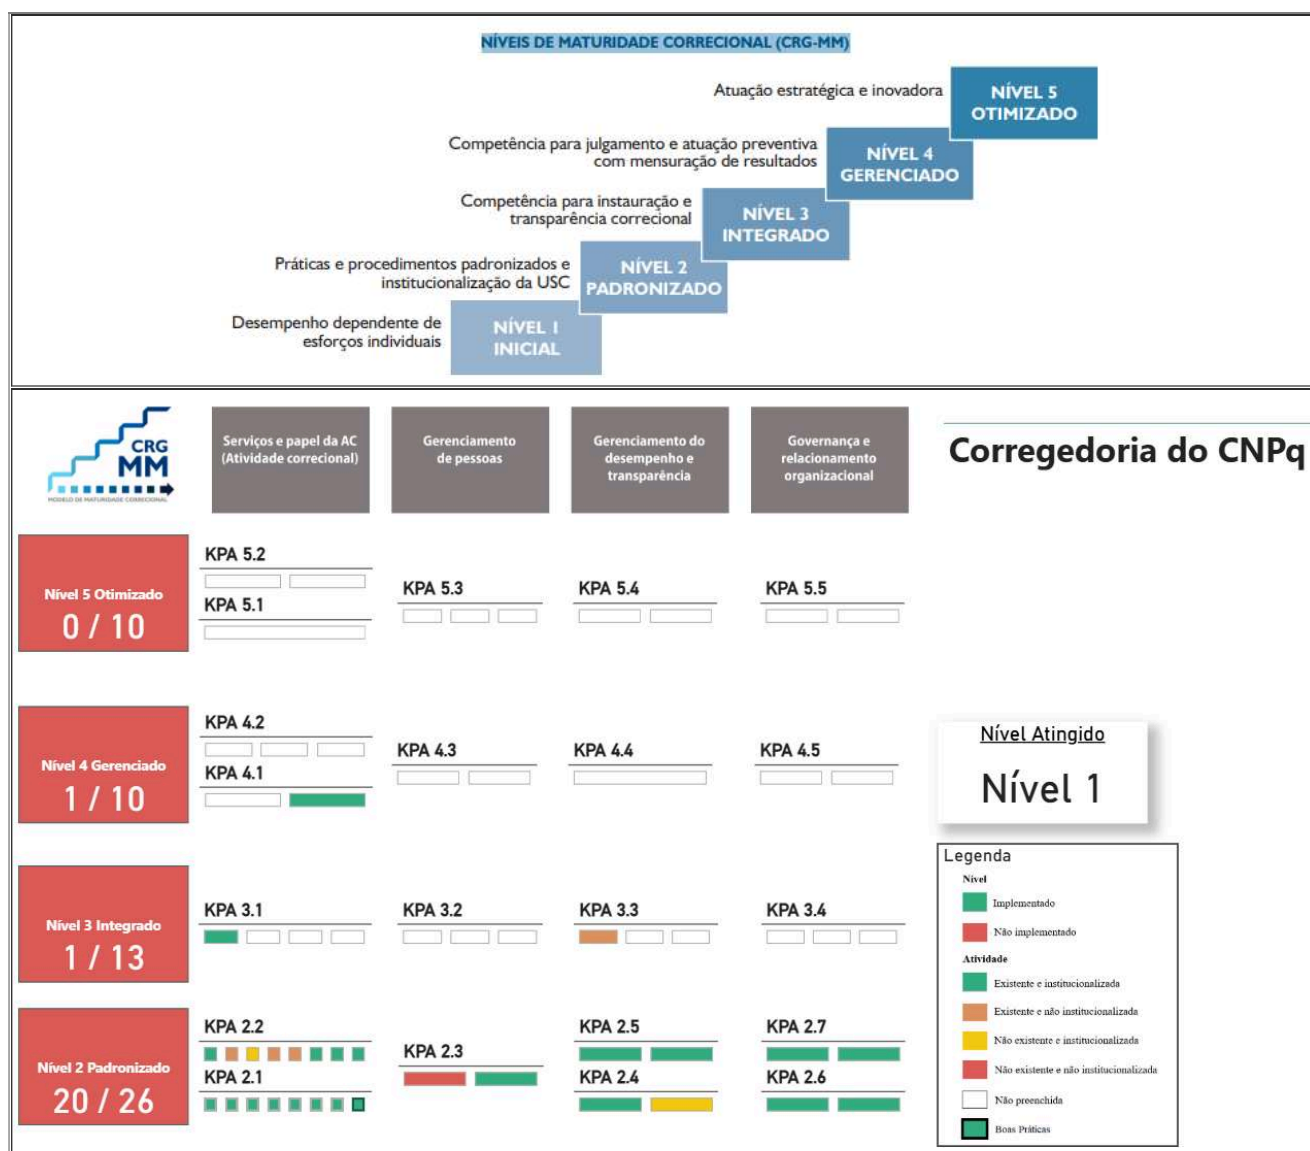 NÍVEIS DE MATURIDADE CORRECIONAL (CRG-MM)
Atuação estratégica e inovadora
NÍVEL 5
OTIMIZADO
Competência para julgamento e atuação preventiva
com mensuração de resultados
NÍVEL 4
GERENCIADO
Competência para instauração e
transparência correcional
NÍVEL 3
INTEGRADO
Práticas e procedimentos padronizados e
institucionalização da USC
NÍVEL 2
PADRONIZADO
Desempenho dependente de
esforços individuais
NÍVEL I
INICIAL
CRG
MM
MODELO DE MATURIDADE CORRECIONAL
Serviços e papel da AC
(Atividade correcional)
Gerenciamento
de pessoas
Gerenciamento do
desempenho e
transparência
Governança e
relacionamento
organizacional
Corregedoria do CNPq
Nível 5 Otimizado
0 / 10
KPA 5.2
KPA 5.1
KPA 5.3
KPA 5.4
KPA 5.5
Nível 4 Gerenciado
1 / 10
KPA 4.2
KPA 4.1
KPA 4.3
KPA 4.4
KPA 4.5
Nível Atingido
Nível 1
Nível 3 Integrado
1 / 13
KPA 3.1
KPA 3.2
KPA 3.3
KPA 3.4
Nível 2 Padronizado
20 / 26
KPA 2.2
KPA 2.1
KPA 2.3
KPA 2.5
KPA 2.4
KPA 2.7
KPA 2.6
Legenda
Nível
Implementado
Não implementado
Atividade
Existente e institucionalizada
Existente e não institucionalizada
Não existente e institucionalizada
Não existente e não institucionalizada
Não preenchida
Boas Práticas